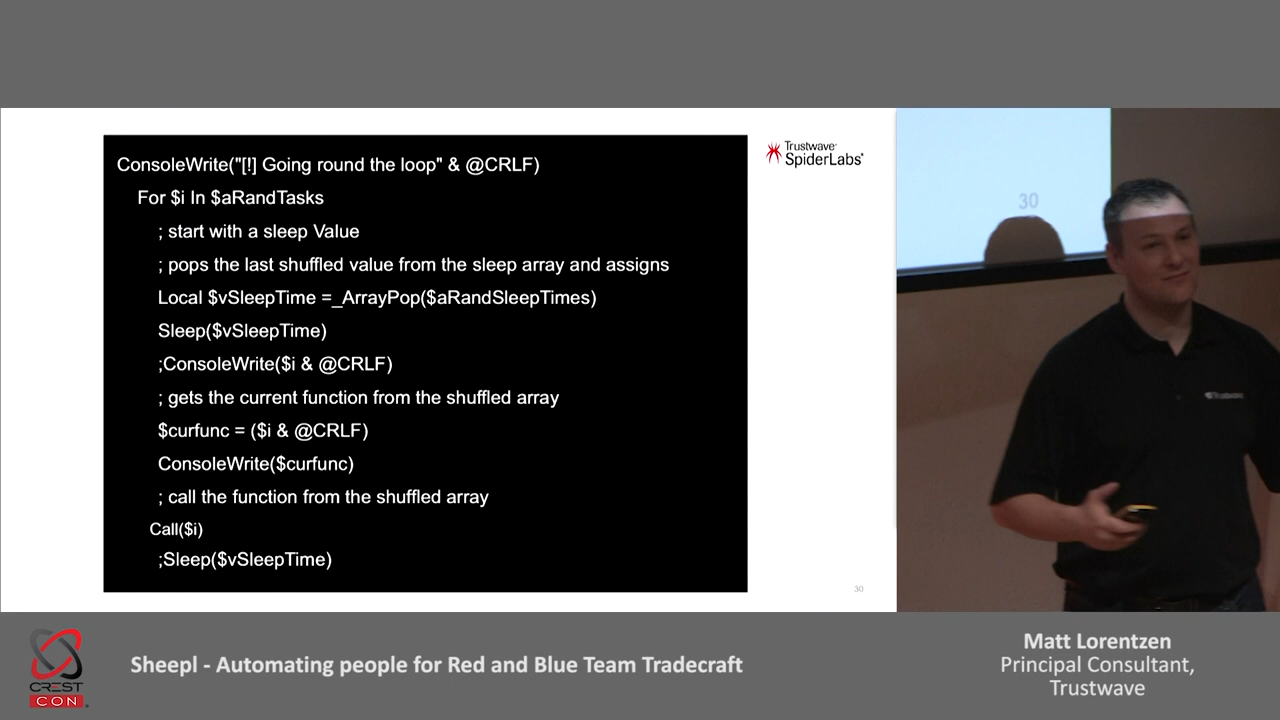 ConsoleWrite("[!] Going round the loop" & @CRLF)
For $i In $aRandTasks
; start with a sleep Value
; pops the last shuffled value from the sleep array and assigns
Local $vSleepTime =_ArrayPop($aRandSleepTimes)
Sleep($vSleepTime)
;ConsoleWrite($i & @CRLF)
; gets the current function from the shuffled array
$curfunc = ($i & @CRLF)
ConsoleWrite($curfunc)
; call the function from the shuffled array
Call($i)
;Sleep($vSleepTime)
Trustwave
SpiderLabs
30
30
Trustwave
CREST
CON
Sheepl - Automating people for Red and Blue Team Tradecraft
Matt Lorentzen
Principal Consultant,
Trustwave